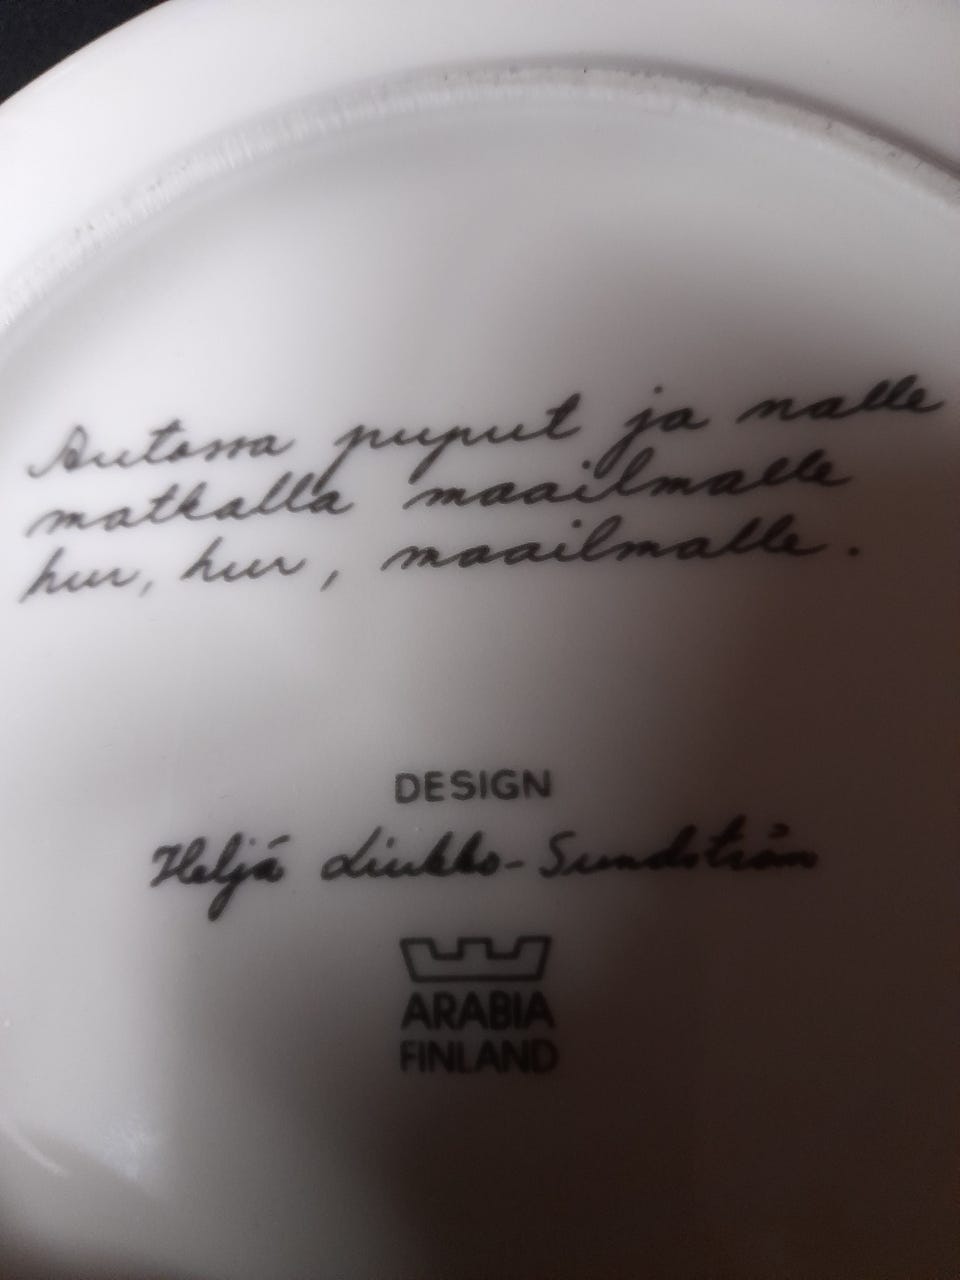 Autossa puput ja nalle
matkalla maailmalle
hur, hur, maailmalle.
DESIGN
Heljä Liukko-Sundström
ARABIA
FINLAND